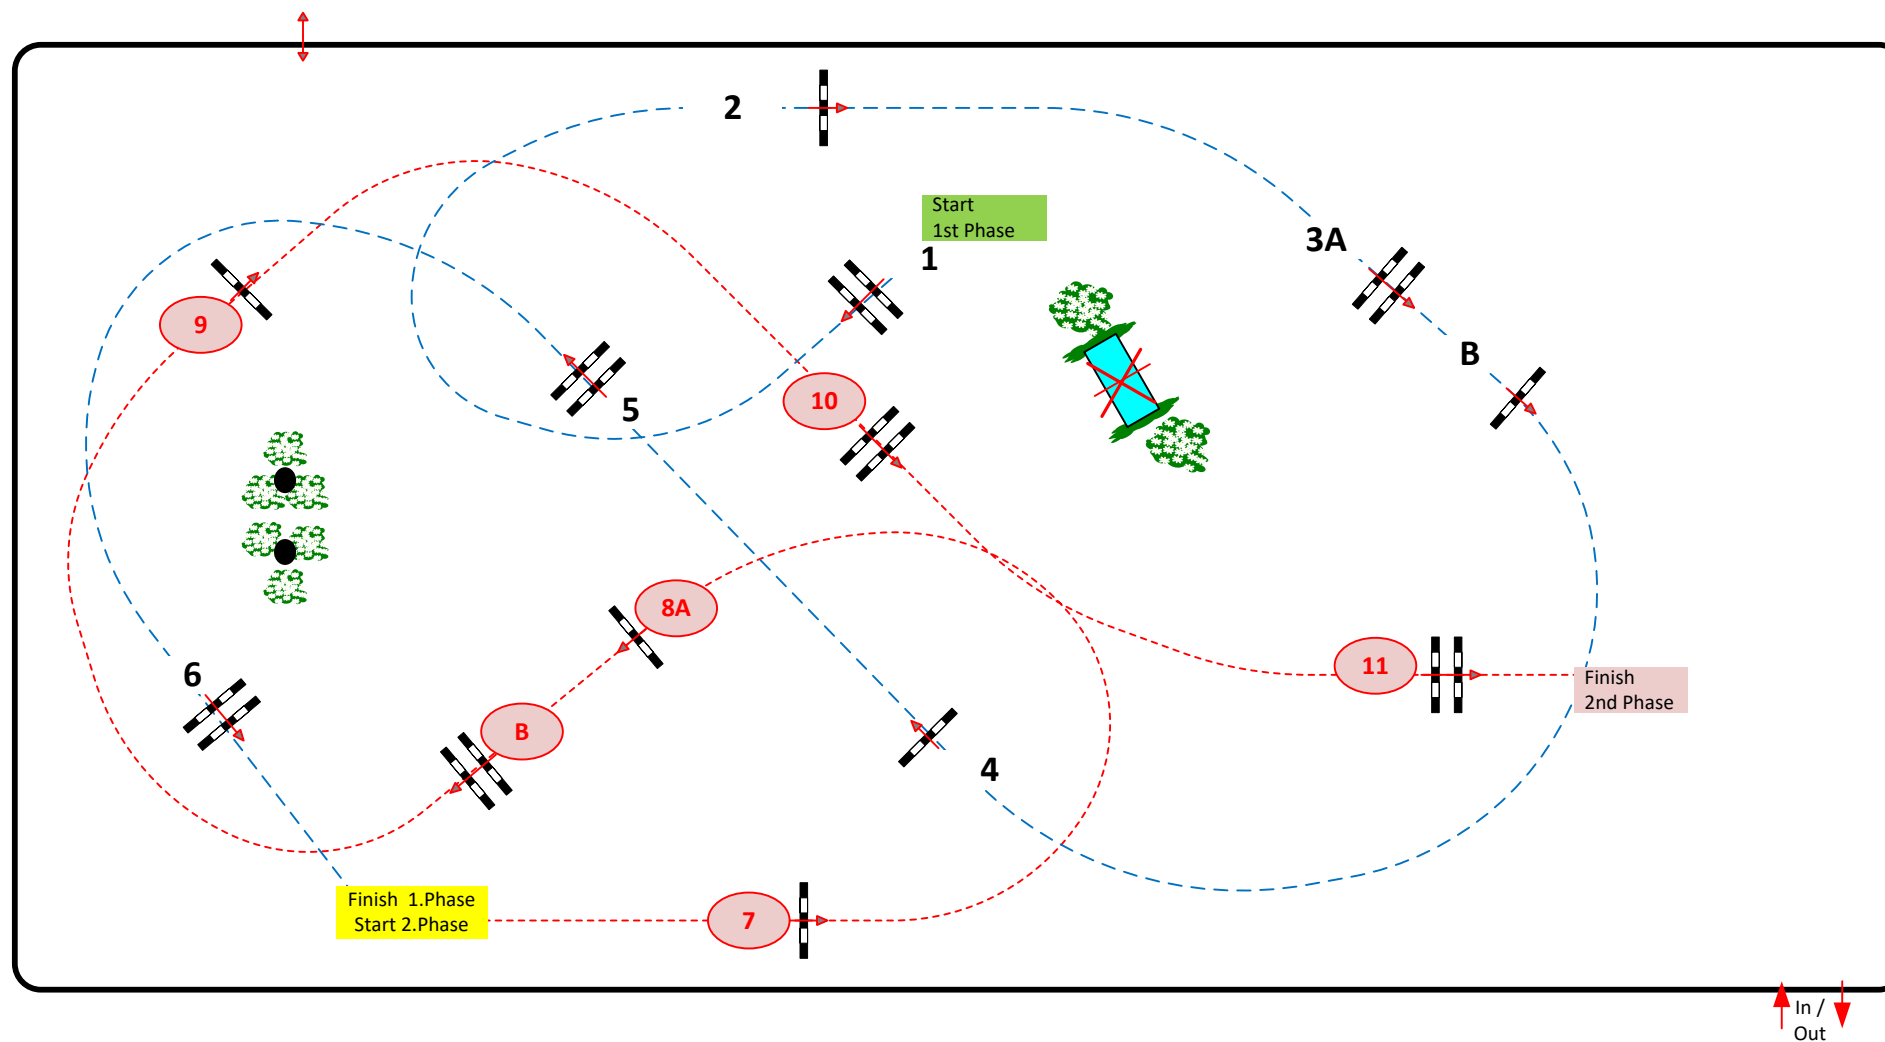 2
Start
1st Phase
1
3A
9
B
5
10
8A
11
6
Finish
2nd Phase
B
4
Finish 1.Phase
Start 2.Phase
7
In /
Out